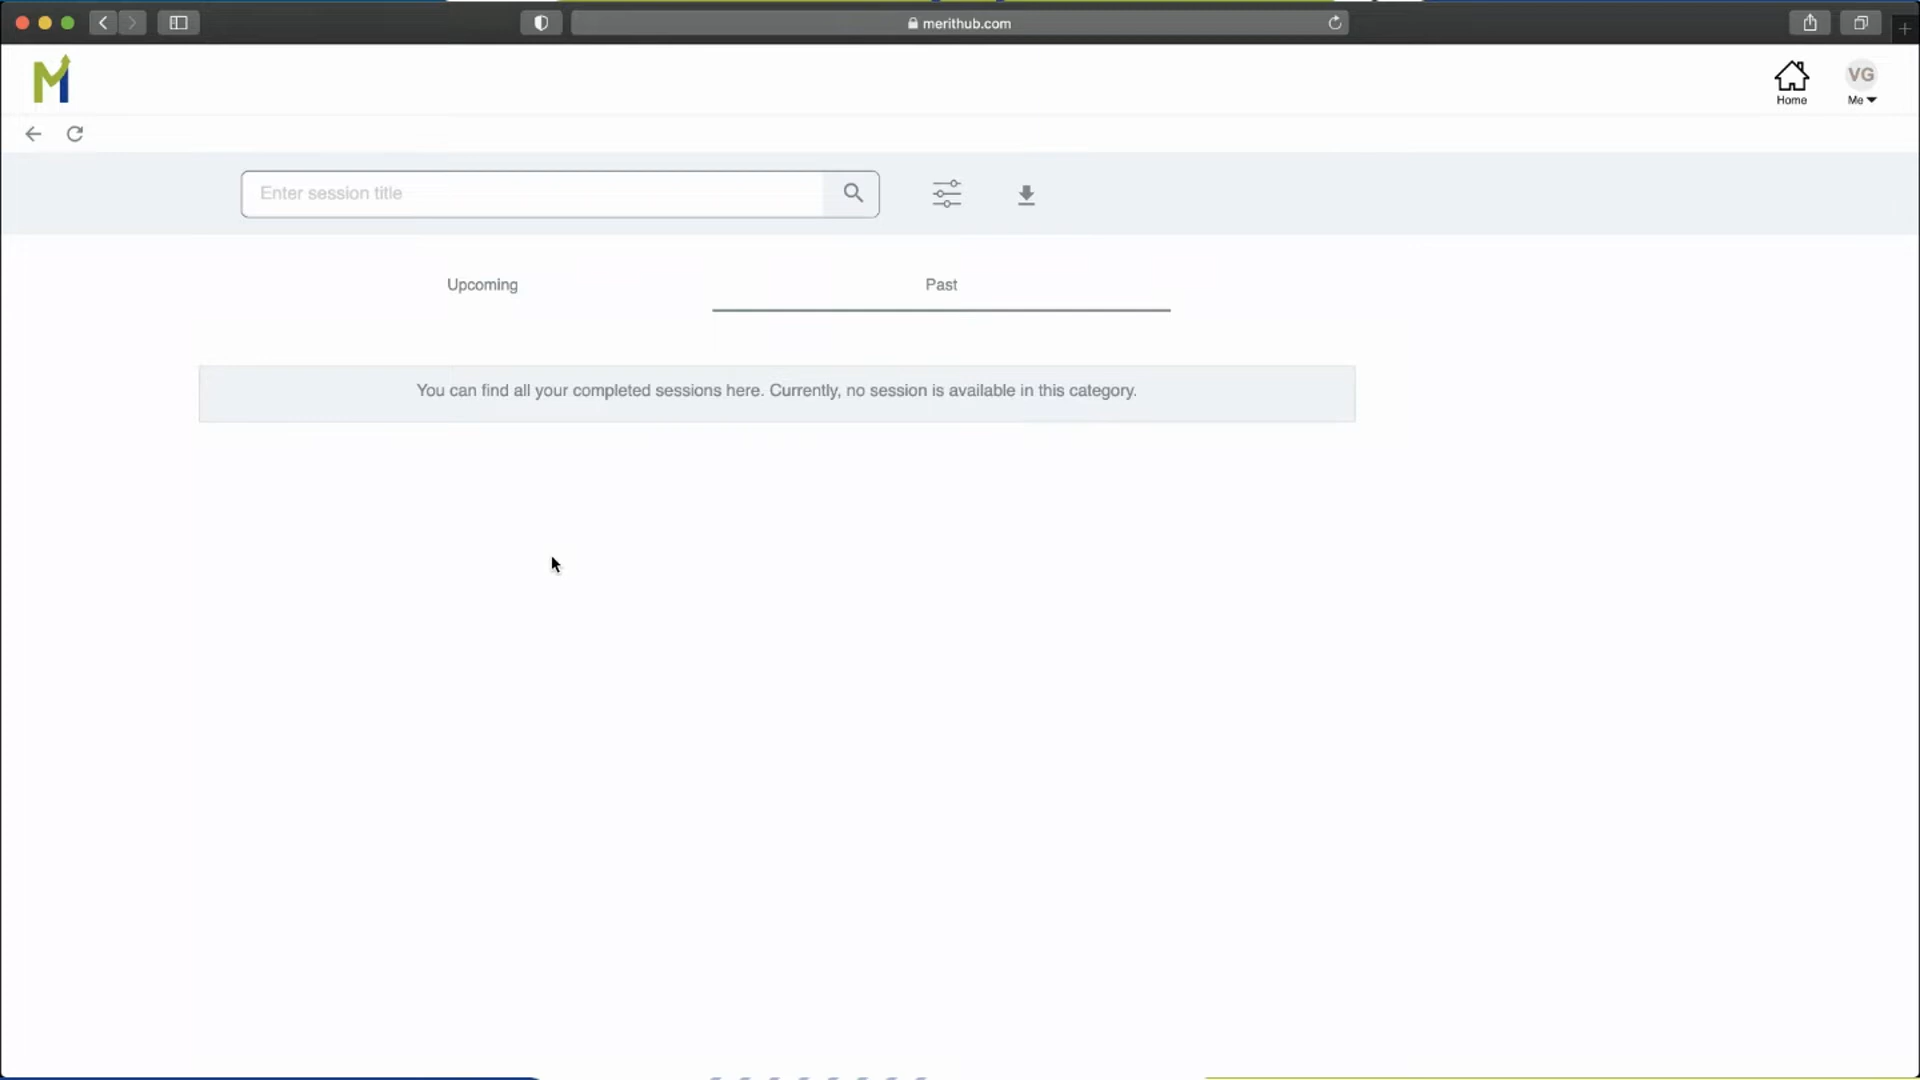 merithub.com
Home
VG
Me
Enter session title
Upcoming
Past
You can find all your completed sessions here. Currently, no session is available in this category.